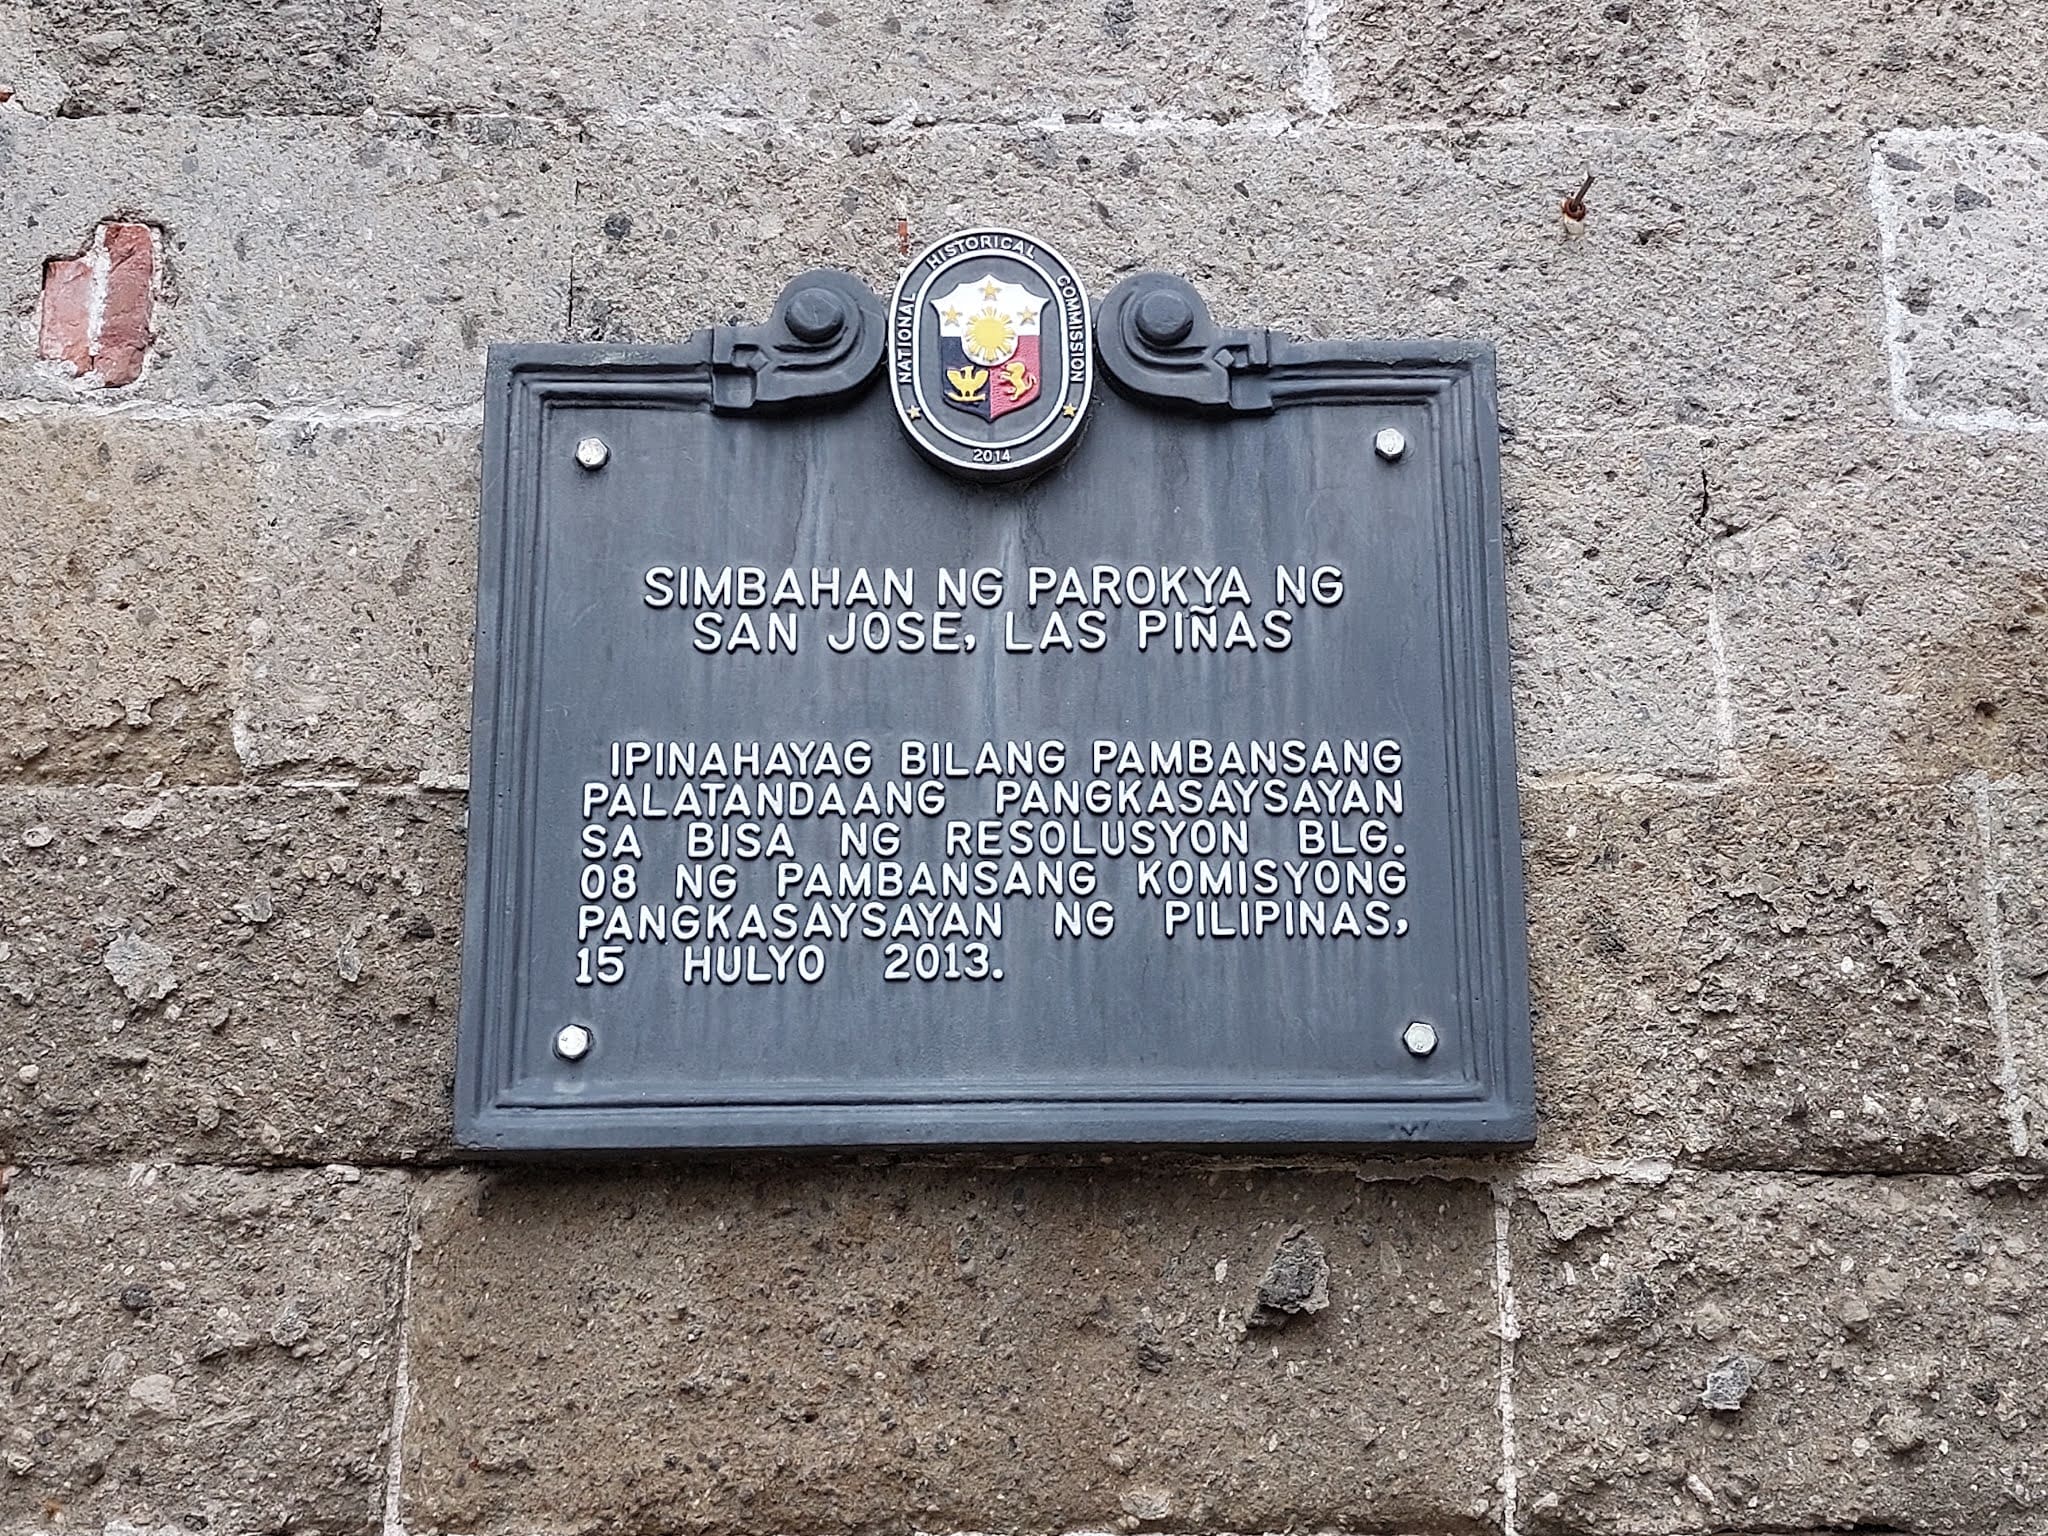 NATIONAL HISTORICAL COMMISSION
2014
SIMBAHAN NG PAROKYA NG
SAN JOSE, LAS PIÑAS
IPINAHAYAG BILANG PAMBANSANG
PALATANDAANG PANGKASAYSAYAN
SA BISA NG RESOLUSYON BLG.
08 NG PAMBANSANG KOMISYONG
PANGKASAYSAYAN NG PILIPINAS,
15 HULYO 2013.